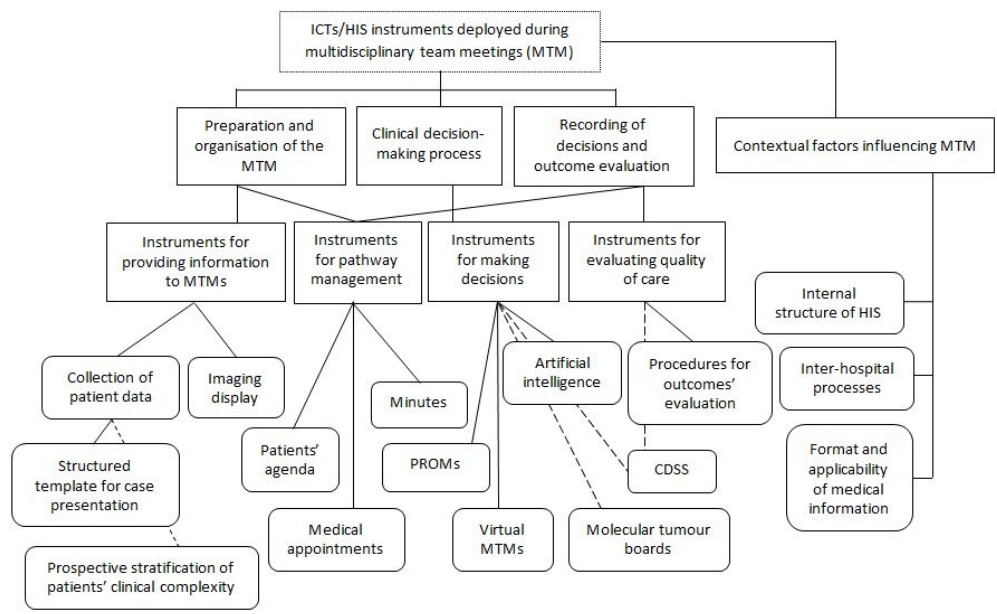 ICTs/HIS instruments deployed during
multidisciplinary team meetings (MTM)
Preparation and
organisation of the
MTM
Clinical decision-
making process
Recording of
decisions and
outcome evaluation
Contextual factors influencing MTM
Instruments for
providing information
to MTMs
Instruments
for pathway
management
Instruments
for making
decisions
Instruments for
evaluating quality
of care
Internal
structure of HIS
Collection of
patient data
Imaging
display
Minutes
Artificial
intelligence
Procedures for
outcomes'
evaluation
Inter-hospital
processes
Structured
template for case
presentation
Patients'
agenda
PROMs
CDSS
Format and
applicability
of medical
information
Prospective stratification of
patients' clinical complexity
Medical
appointments
Virtual
MTMs
Molecular tumour
boards